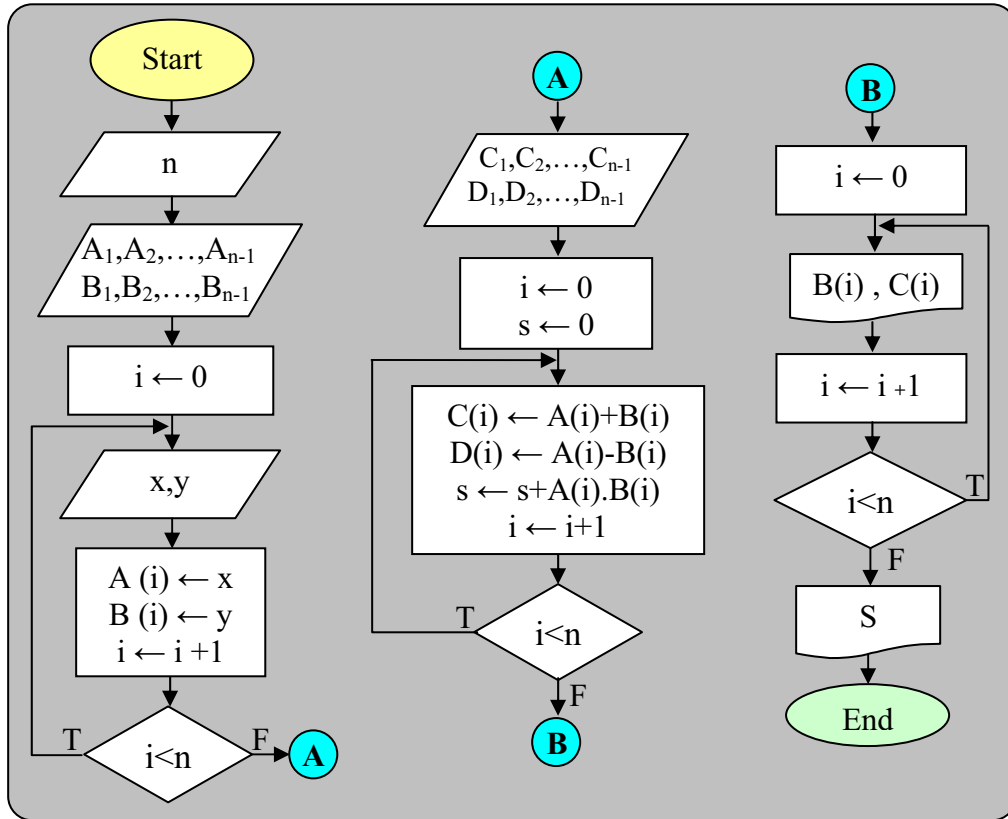 Start
n
A₁,A₂,…,Aₙ₋₁
B₁,B₂,…,Bₙ₋₁
i ← 0
x,y
A (i) ← x
B (i) ← y
i ← i +1
T
i<n
F
A
A
C₁,C₂,…,Cₙ₋₁
D₁,D₂,…,Dₙ₋₁
i ← 0
s ← 0
C(i) ← A(i)+B(i)
D(i) ← A(i)-B(i)
s ← s+A(i).B(i)
i ← i+1
T
i<n
F
B
B
i ← 0
B(i) , C(i)
i ← i +1
i<n
T
F
S
End